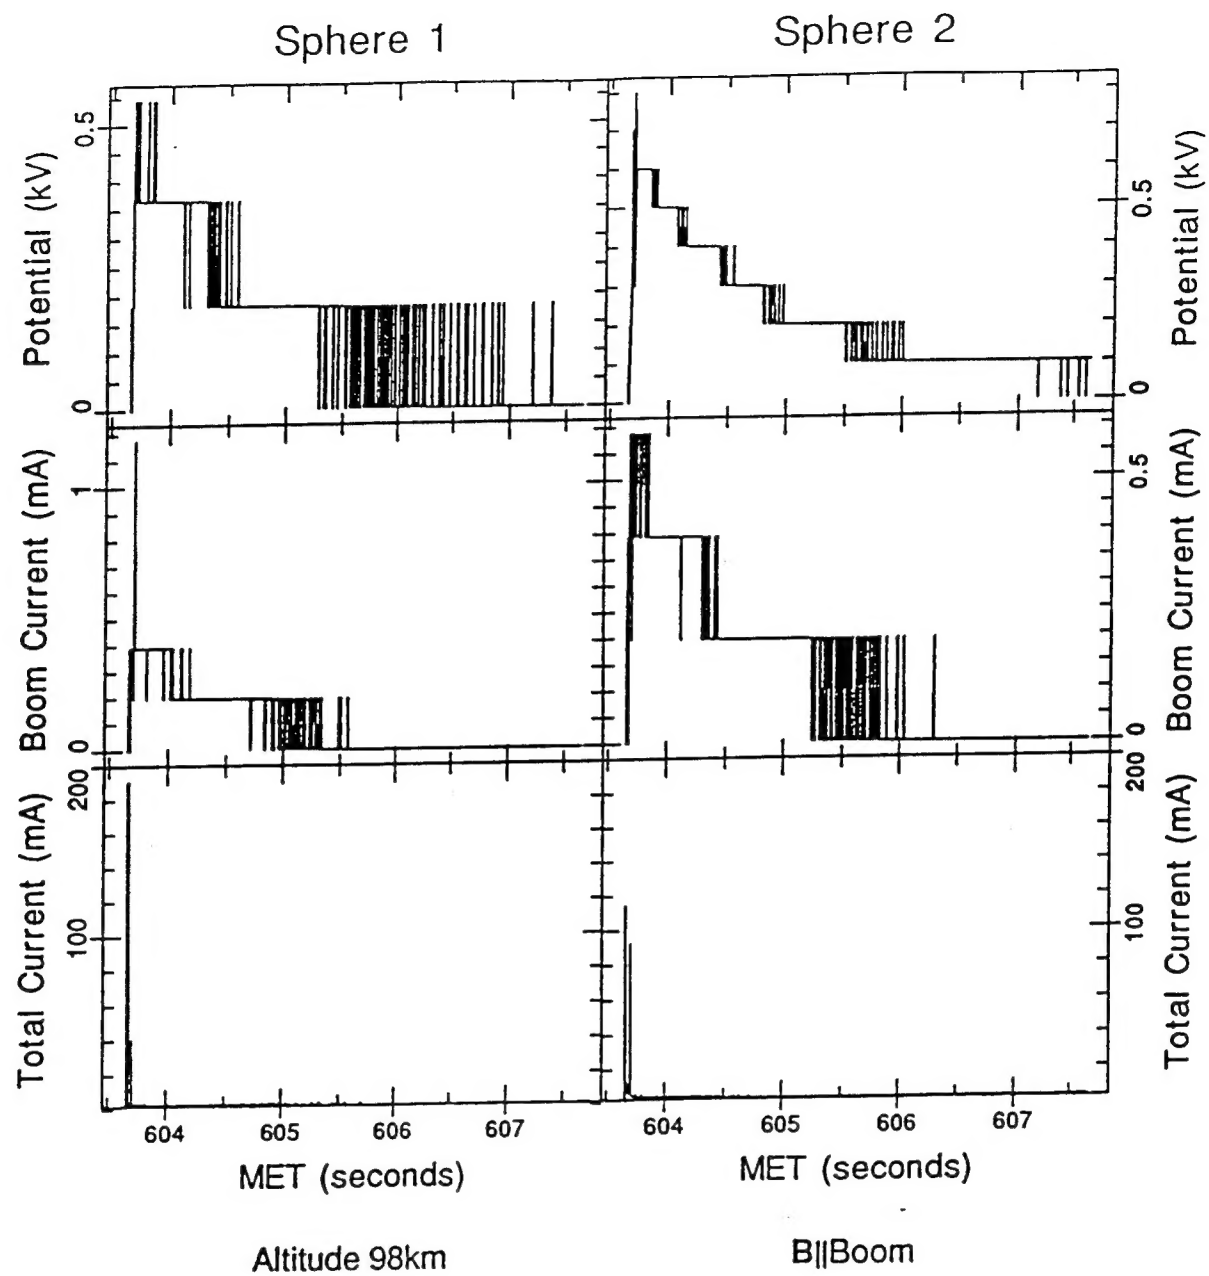 Sphere 1
Sphere 2
Potential (kV)
0.5
0
0.5
0
Potential (kV)
Boom Current (mA)
1
0
0.5
0
Boom Current (mA)
Total Current (mA)
200
100
200
100
Total Current (mA)
604 605 606 607
604 605 606 607
MET (seconds)
MET (seconds)
Altitude 98km
B||Boom